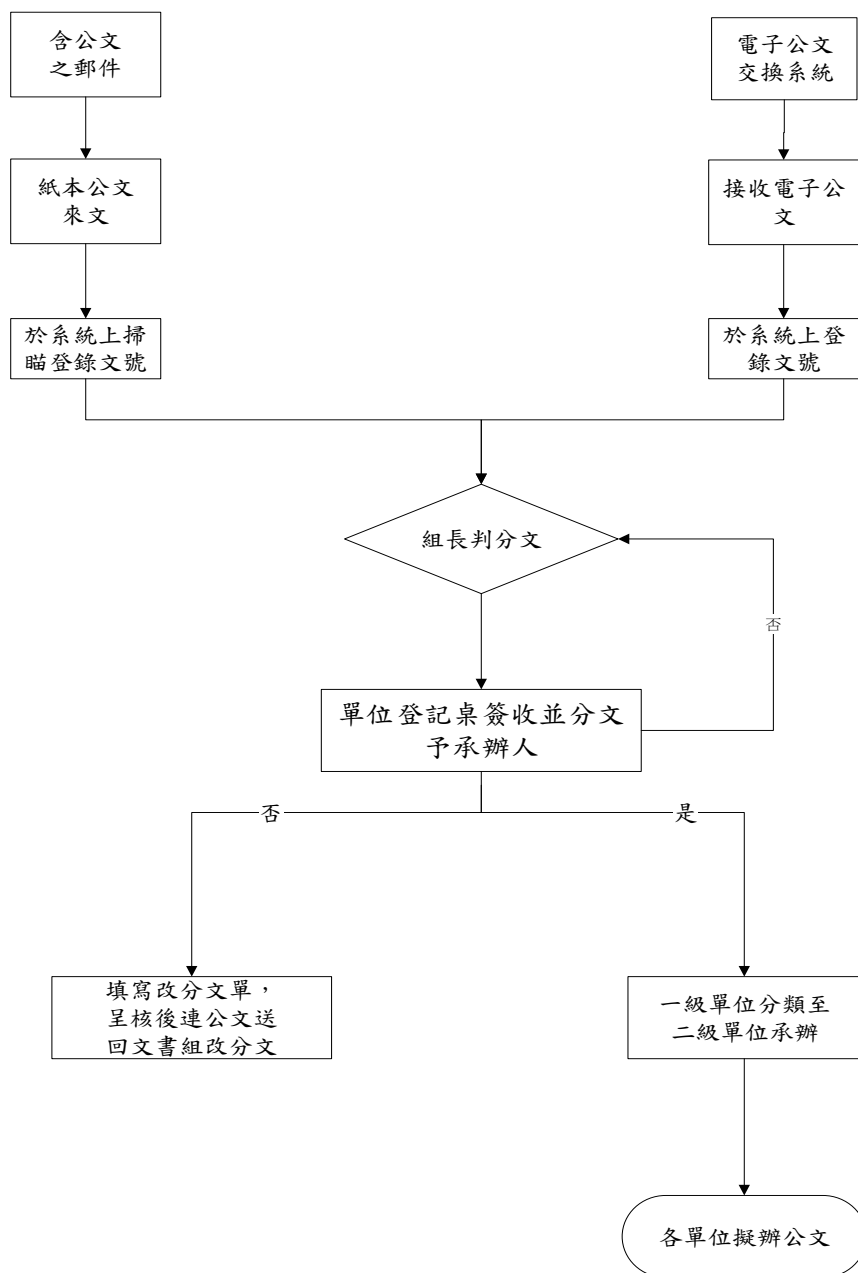 含公文
之郵件
電子公文
交換系統
紙本公文
來文
接收電子公
文
於系統上掃
瞄登錄文號
於系統上登
錄文號
組長判分文
否
單位登記桌簽收並分文
予承辦人
否
是
填寫改分文單，
呈核後連公文送
回文書組改分文
一級單位分類至
二級單位承辦
各單位擬辦公文